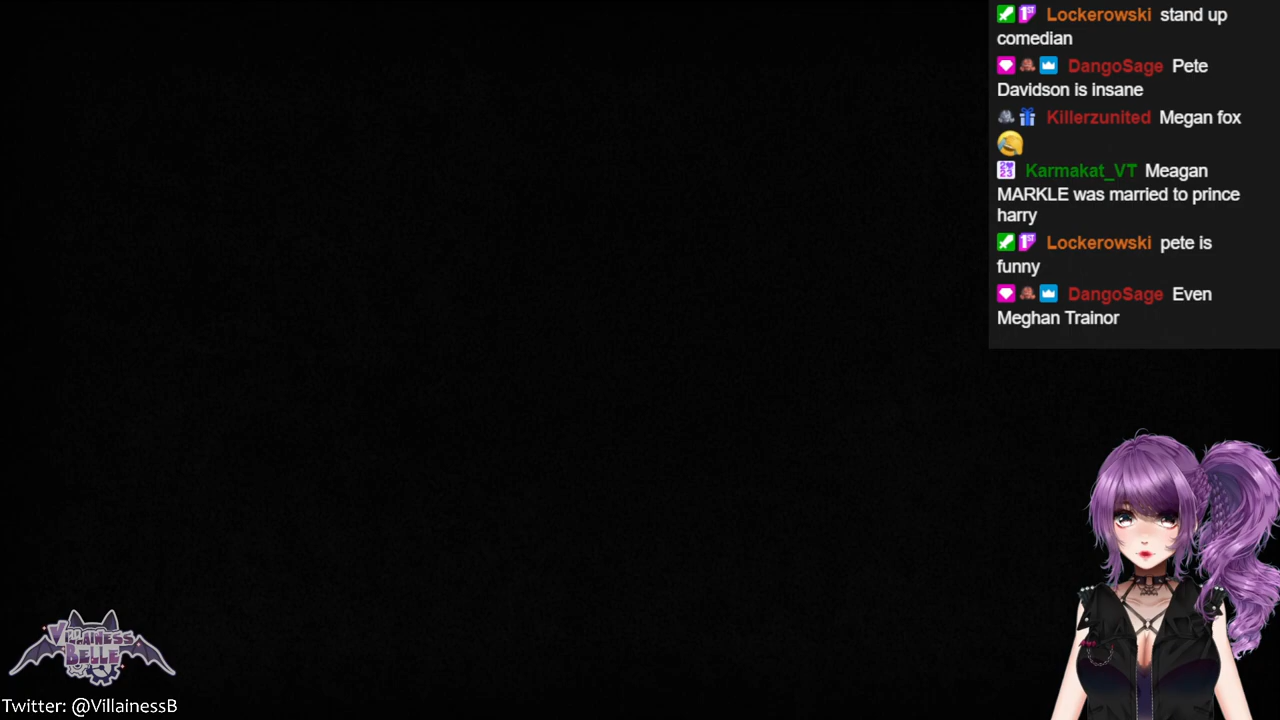 Lockerowski stand up
comedian
DangoSage Pete
Davidson is insane
Killerzunited Megan fox
Karmakat_VT Meagan
MARKLE was married to prince
harry
Lockerowski pete is
funny
DangoSage Even
Meghan Trainor
VILLAINESS
BELLE
Twitter: @VillainessB